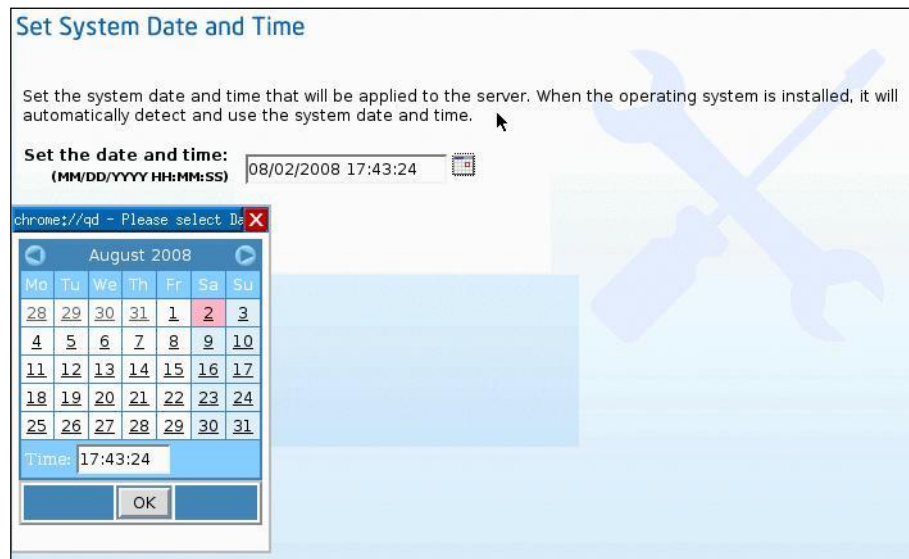 Set System Date and Time
Set the system date and time that will be applied to the server. When the operating system is installed, it will
automatically detect and use the system date and time.
Set the date and time:
(MM/DD/YYYY HH:MM:SS)
08/02/2008 17:43:24
chrome://qd - Please select Da
August 2008
Mo Tu We Th Fr Sa Su
28 29 30 31 1 2 3
4 5 6 7 8 9 10
11 12 13 14 15 16 17
18 19 20 21 22 23 24
25 26 27 28 29 30 31
Time: 17:43:24
OK